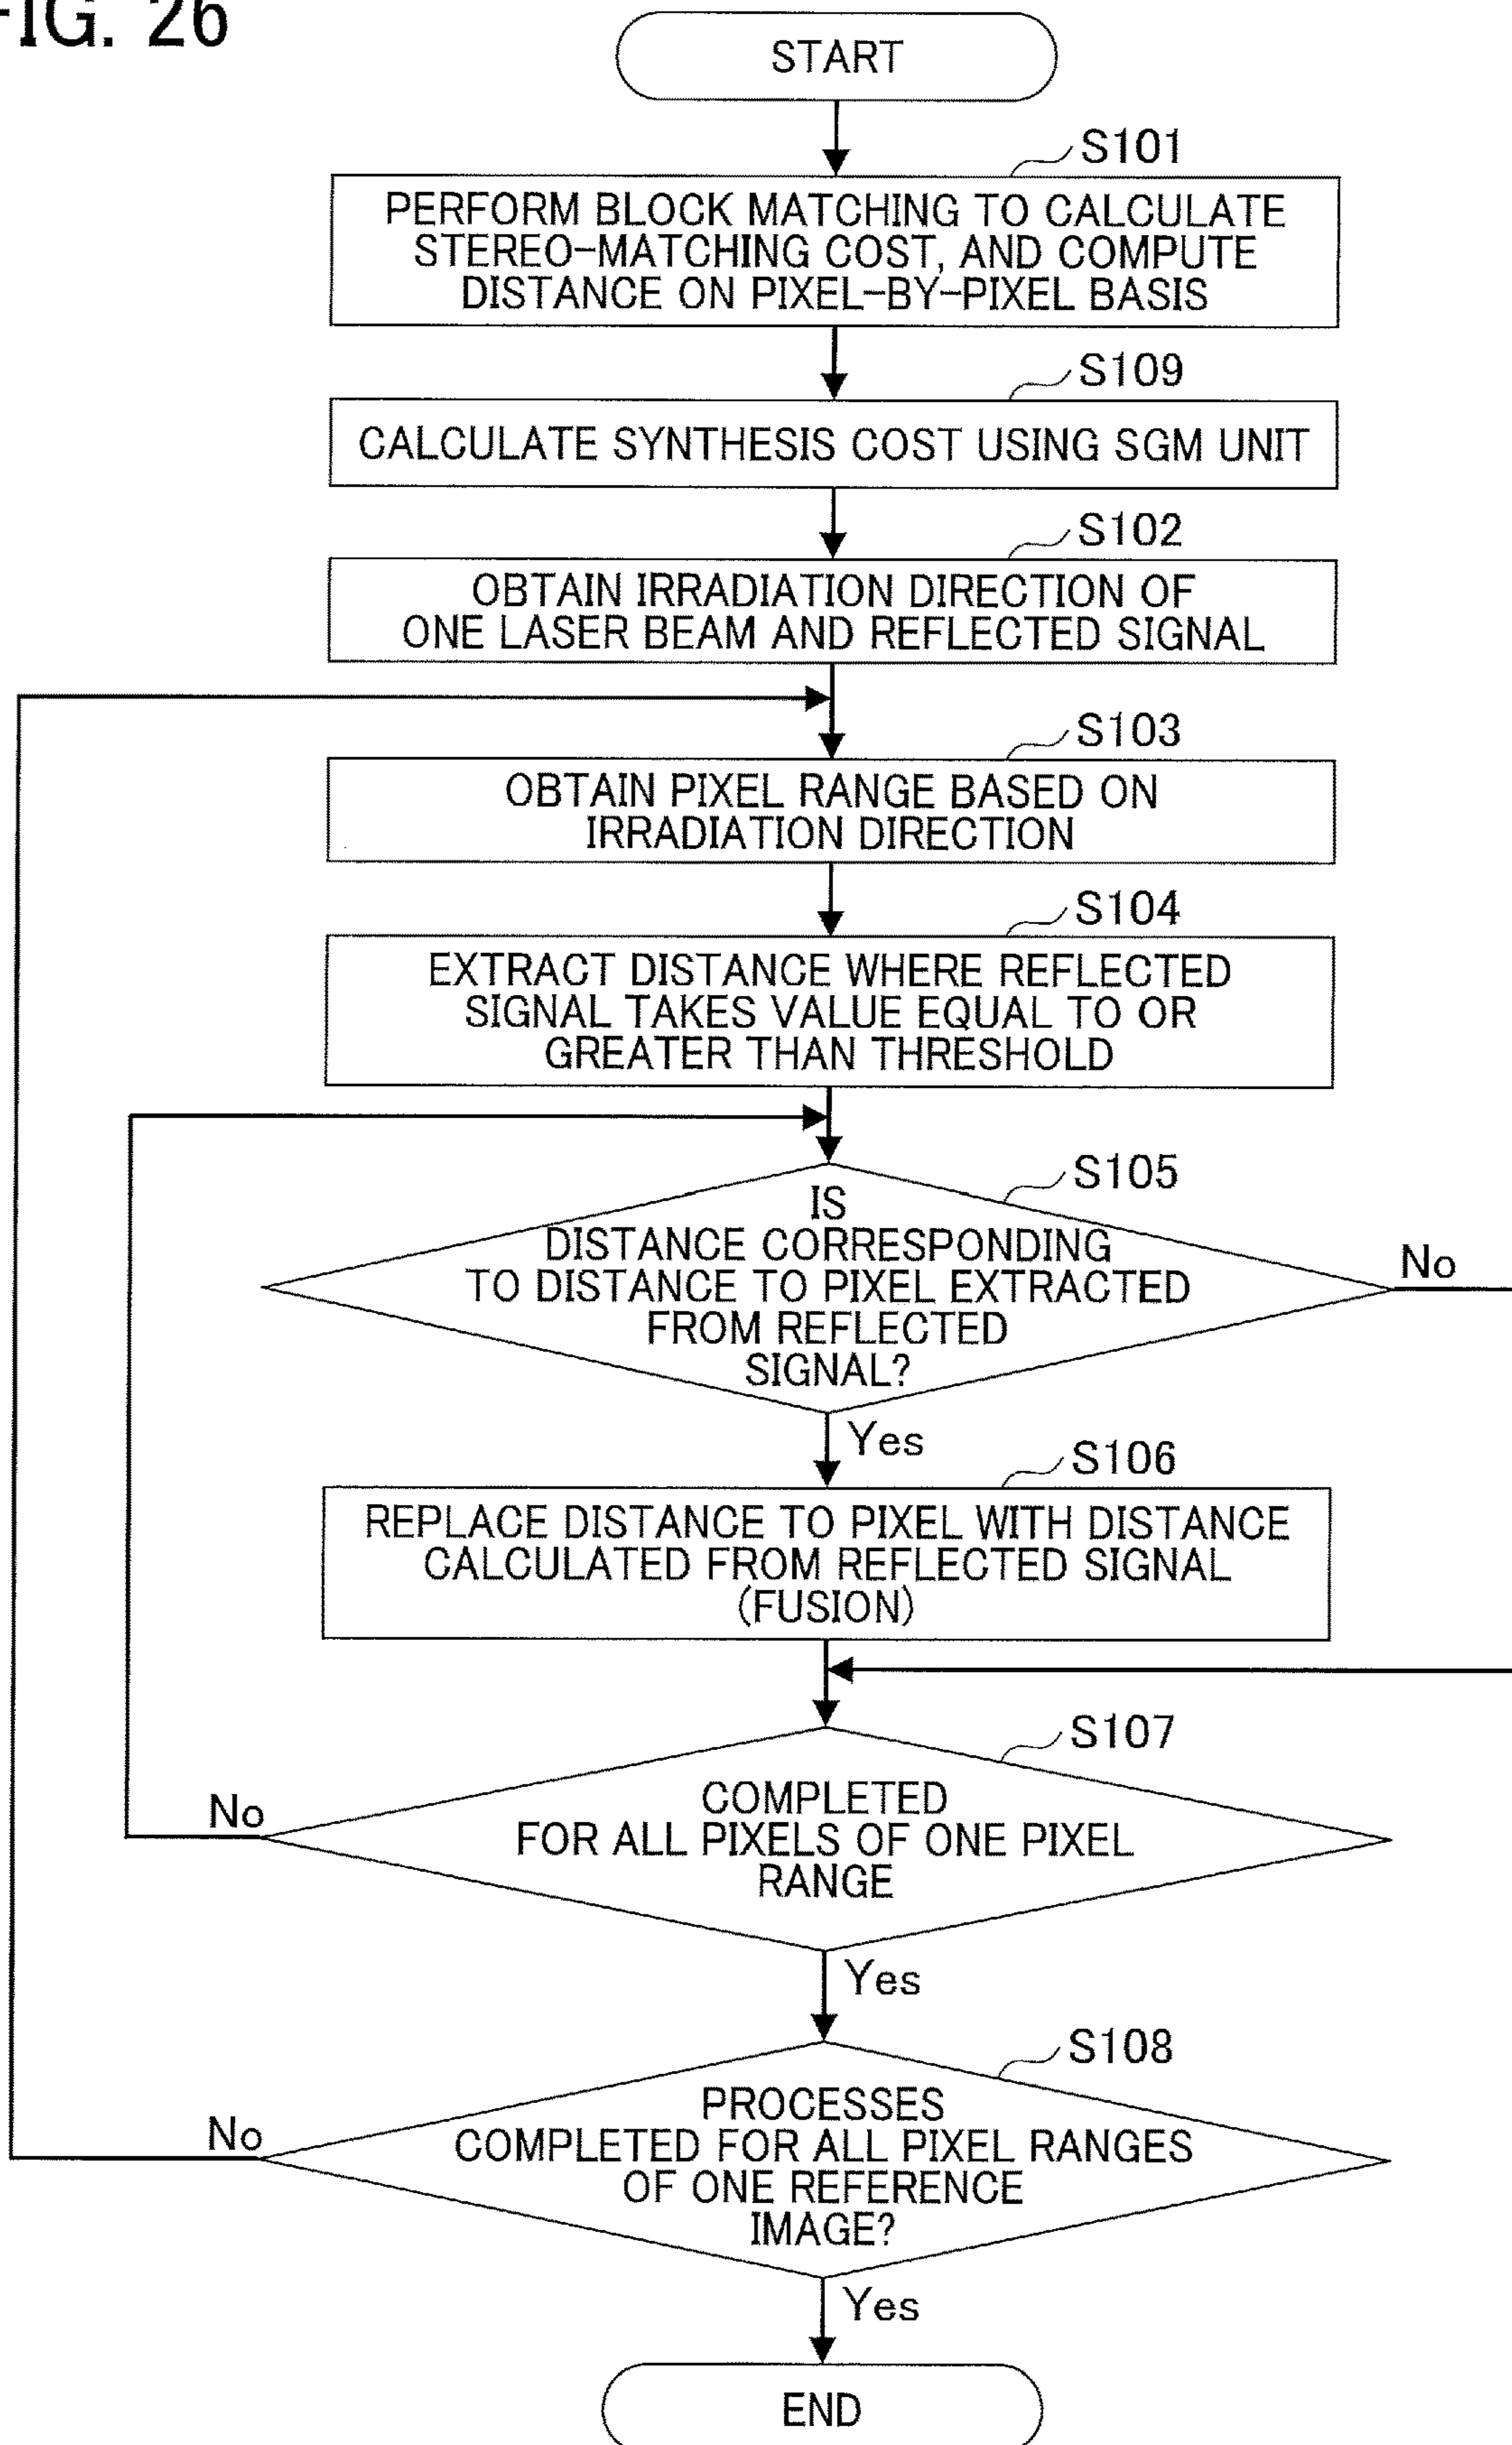 FIG. 26
START
S101
PERFORM BLOCK MATCHING TO CALCULATE
STEREO-MATCHING COST, AND COMPUTE
DISTANCE ON PIXEL-BY-PIXEL BASIS
S109
CALCULATE SYNTHESIS COST USING SGM UNIT
S102
OBTAIN IRRADIATION DIRECTION OF
ONE LASER BEAM AND REFLECTED SIGNAL
S103
OBTAIN PIXEL RANGE BASED ON
IRRADIATION DIRECTION
S104
EXTRACT DISTANCE WHERE REFLECTED
SIGNAL TAKES VALUE EQUAL TO OR
GREATER THAN THRESHOLD
S105
IS
DISTANCE CORRESPONDING
TO DISTANCE TO PIXEL EXTRACTED
FROM REFLECTED
SIGNAL?
No
Yes
S106
REPLACE DISTANCE TO PIXEL WITH DISTANCE
CALCULATED FROM REFLECTED SIGNAL
(FUSION)
S107
COMPLETED
FOR ALL PIXELS OF ONE PIXEL
RANGE
No
Yes
S108
PROCESSES
COMPLETED FOR ALL PIXEL RANGES
OF ONE REFERENCE
IMAGE?
No
Yes
END